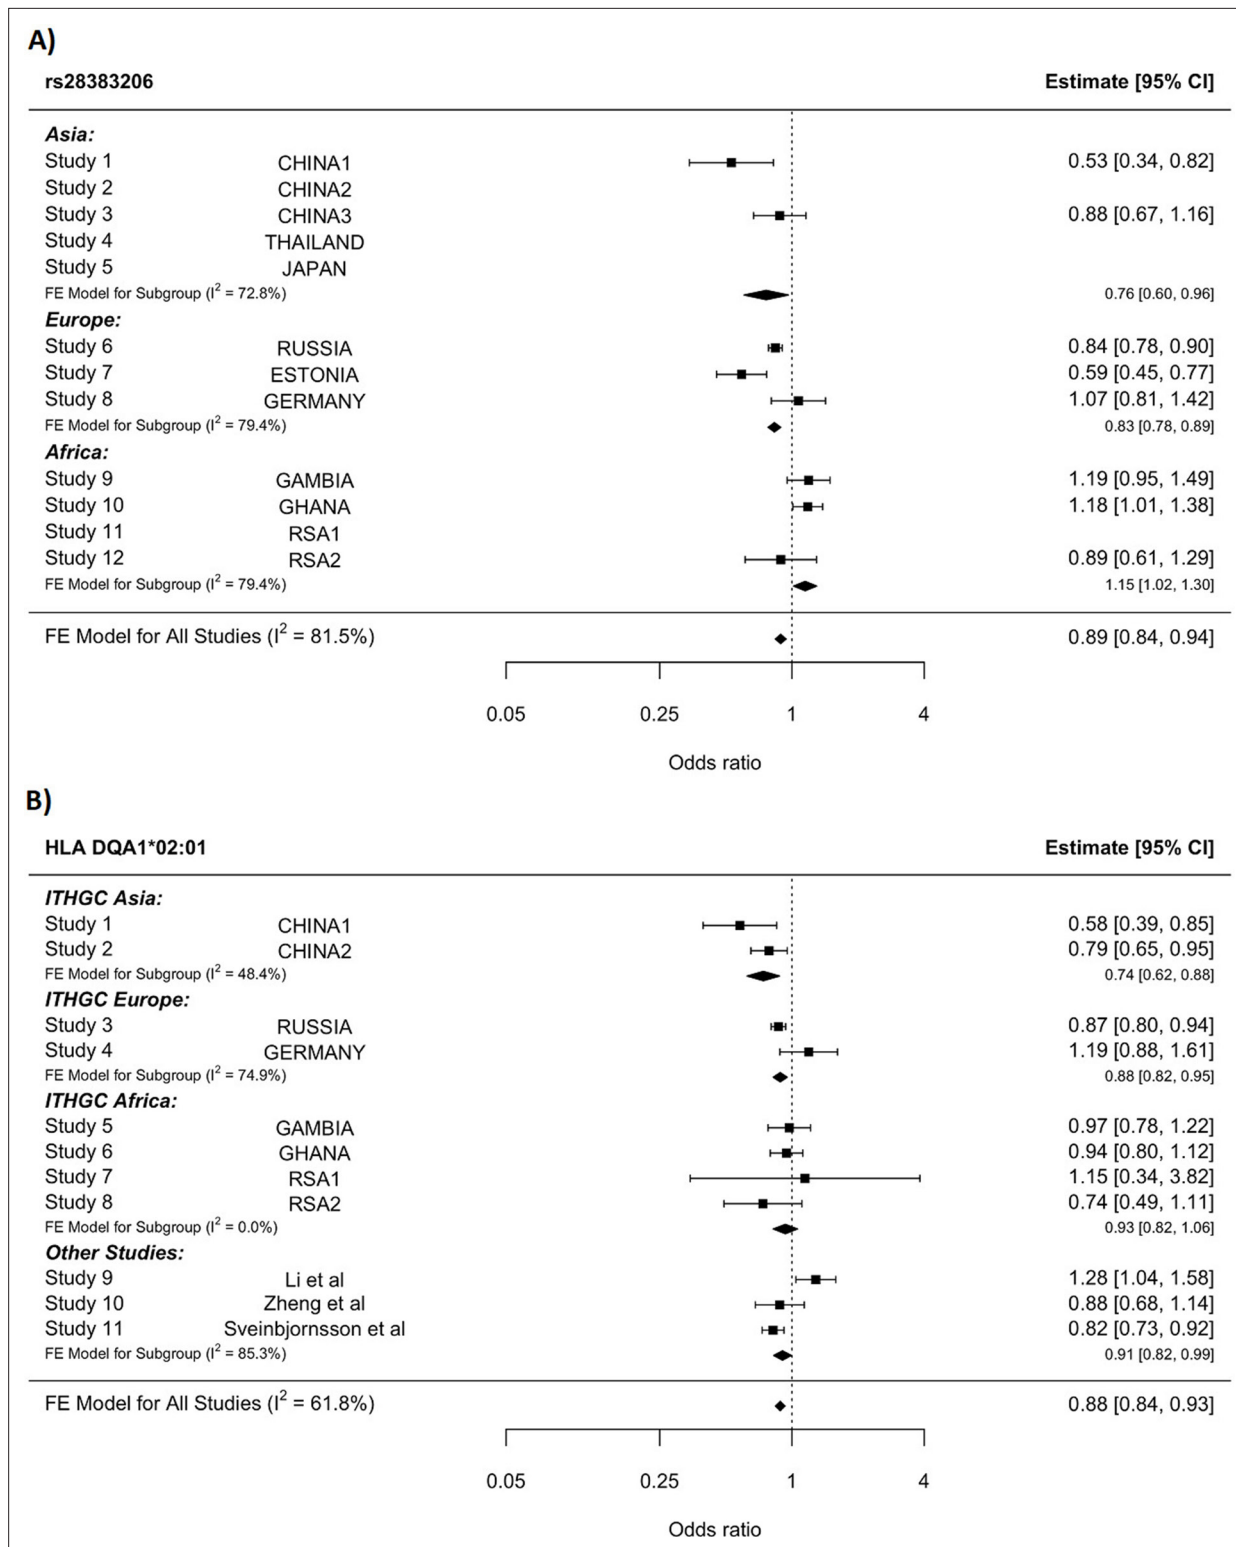 A)
rs28383206 Estimate [95% CI]
Asia:
Study 1 CHINA1 0.53 [0.34, 0.82]
Study 2 CHINA2
Study 3 CHINA3 0.88 [0.67, 1.16]
Study 4 THAILAND
Study 5 JAPAN
FE Model for Subgroup (I² = 72.8%) 0.76 [0.60, 0.96]
Europe:
Study 6 RUSSIA 0.84 [0.78, 0.90]
Study 7 ESTONIA 0.59 [0.45, 0.77]
Study 8 GERMANY 1.07 [0.81, 1.42]
FE Model for Subgroup (I² = 79.4%) 0.83 [0.78, 0.89]
Africa:
Study 9 GAMBIA 1.19 [0.95, 1.49]
Study 10 GHANA 1.18 [1.01, 1.38]
Study 11 RSA1
Study 12 RSA2 0.89 [0.61, 1.29]
FE Model for Subgroup (I² = 79.4%) 1.15 [1.02, 1.30]
FE Model for All Studies (I² = 81.5%) 0.89 [0.84, 0.94]
0.05 0.25 1 4
Odds ratio
B)
HLA DQA1*02:01 Estimate [95% CI]
ITHGC Asia:
Study 1 CHINA1 0.58 [0.39, 0.85]
Study 2 CHINA2 0.79 [0.65, 0.95]
FE Model for Subgroup (I² = 48.4%) 0.74 [0.62, 0.88]
ITHGC Europe:
Study 3 RUSSIA 0.87 [0.80, 0.94]
Study 4 GERMANY 1.19 [0.88, 1.61]
FE Model for Subgroup (I² = 74.9%) 0.88 [0.82, 0.95]
ITHGC Africa:
Study 5 GAMBIA 0.97 [0.78, 1.22]
Study 6 GHANA 0.94 [0.80, 1.12]
Study 7 RSA1 1.15 [0.34, 3.82]
Study 8 RSA2 0.74 [0.49, 1.11]
FE Model for Subgroup (I² = 0.0%) 0.93 [0.82, 1.06]
Other Studies:
Study 9 Li et al 1.28 [1.04, 1.58]
Study 10 Zheng et al 0.88 [0.68, 1.14]
Study 11 Sveinbjornsson et al 0.82 [0.73, 0.92]
FE Model for Subgroup (I² = 85.3%) 0.91 [0.82, 0.99]
FE Model for All Studies (I² = 61.8%) 0.88 [0.84, 0.93]
0.05 0.25 1 4
Odds ratio